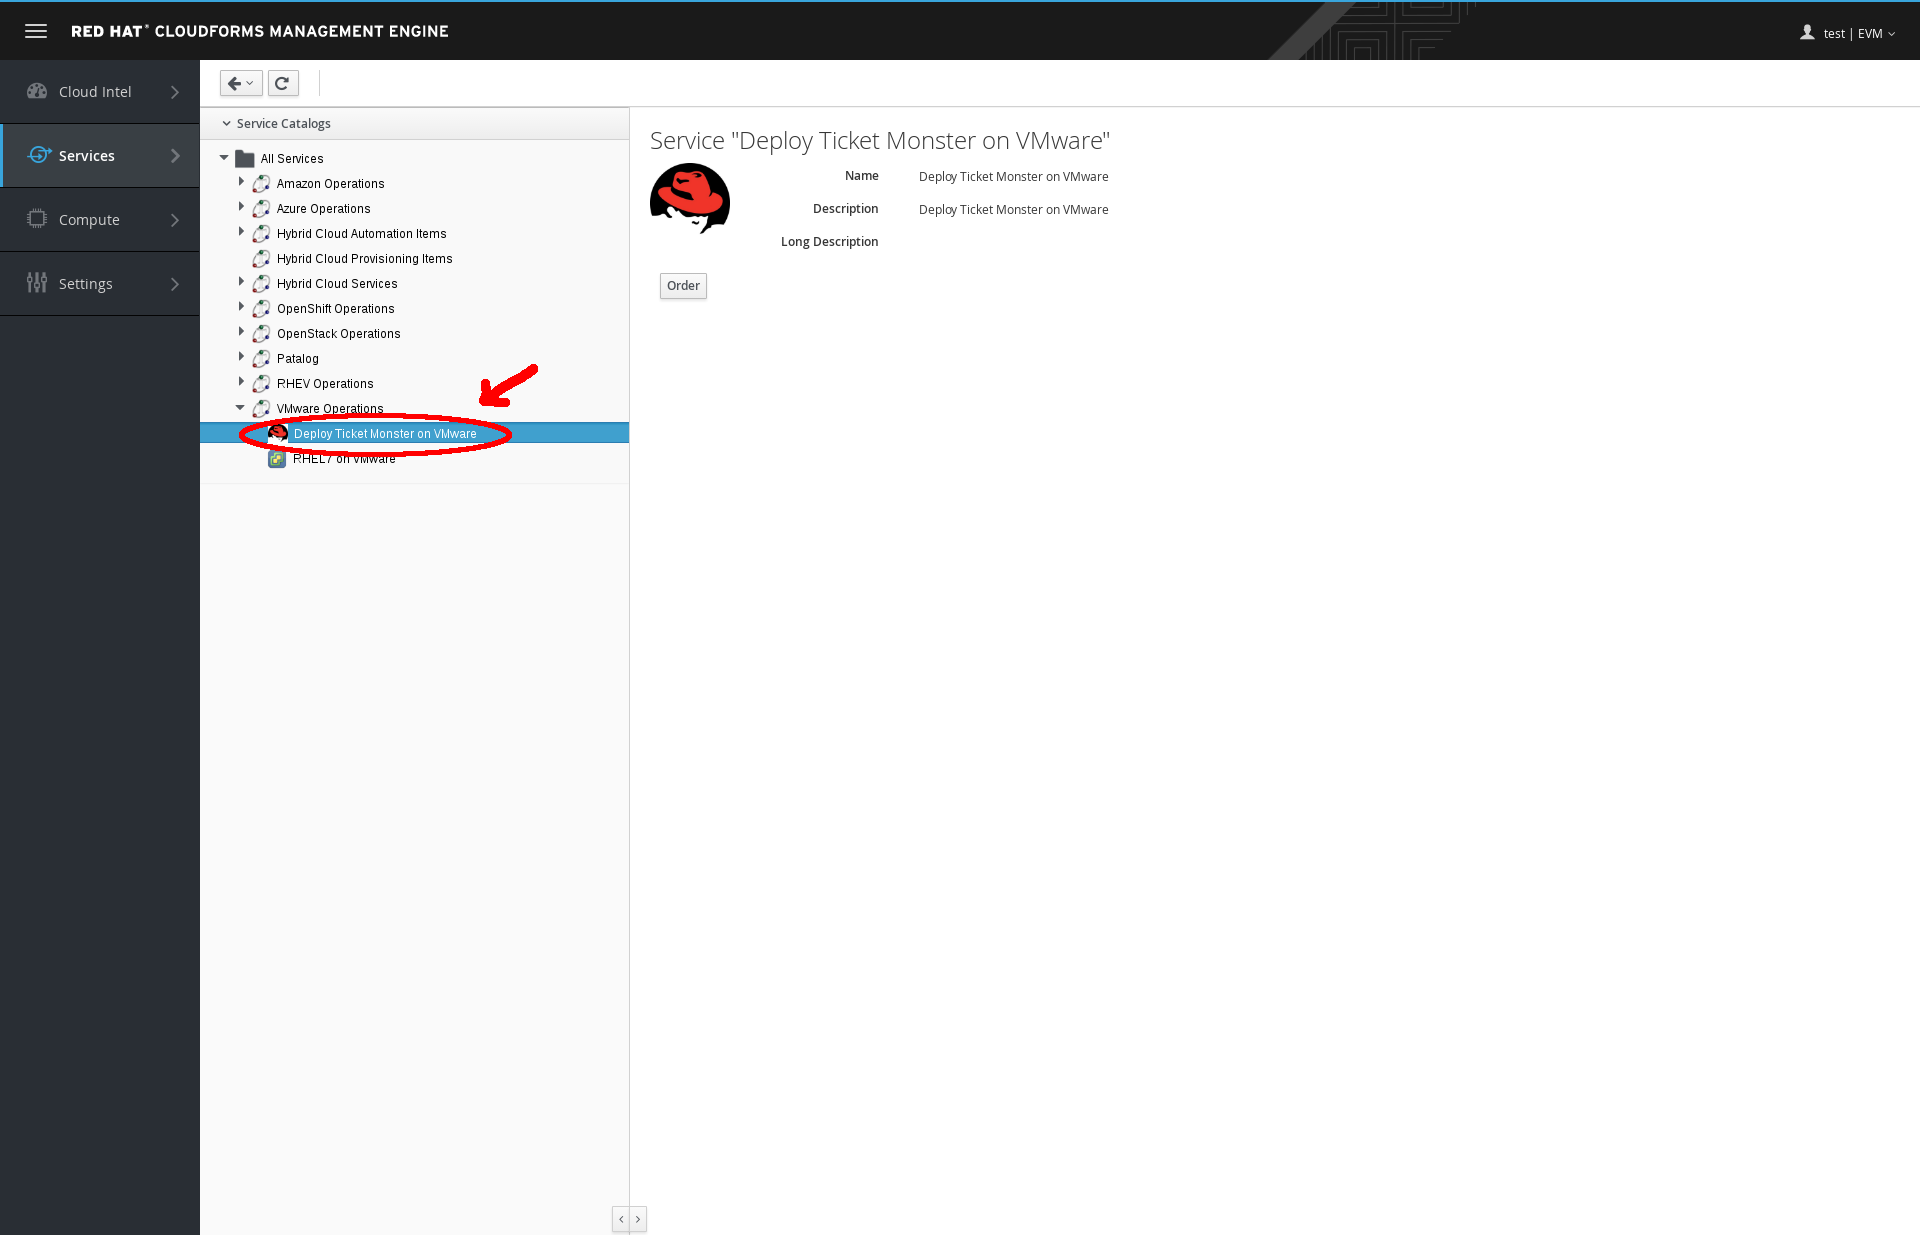 RED HAT® CLOUDFORMS MANAGEMENT ENGINE
test | EVM
Cloud Intel
Services
Compute
Settings
Service Catalogs
All Services
Amazon Operations
Azure Operations
Hybrid Cloud Automation Items
Hybrid Cloud Provisioning Items
Hybrid Cloud Services
OpenShift Operations
OpenStack Operations
Patalog
RHEV Operations
VMware Operations
Deploy Ticket Monster on VMware
RHEL7 on VMware
Service "Deploy Ticket Monster on VMware"
Name Deploy Ticket Monster on VMware
Description Deploy Ticket Monster on VMware
Long Description
Order